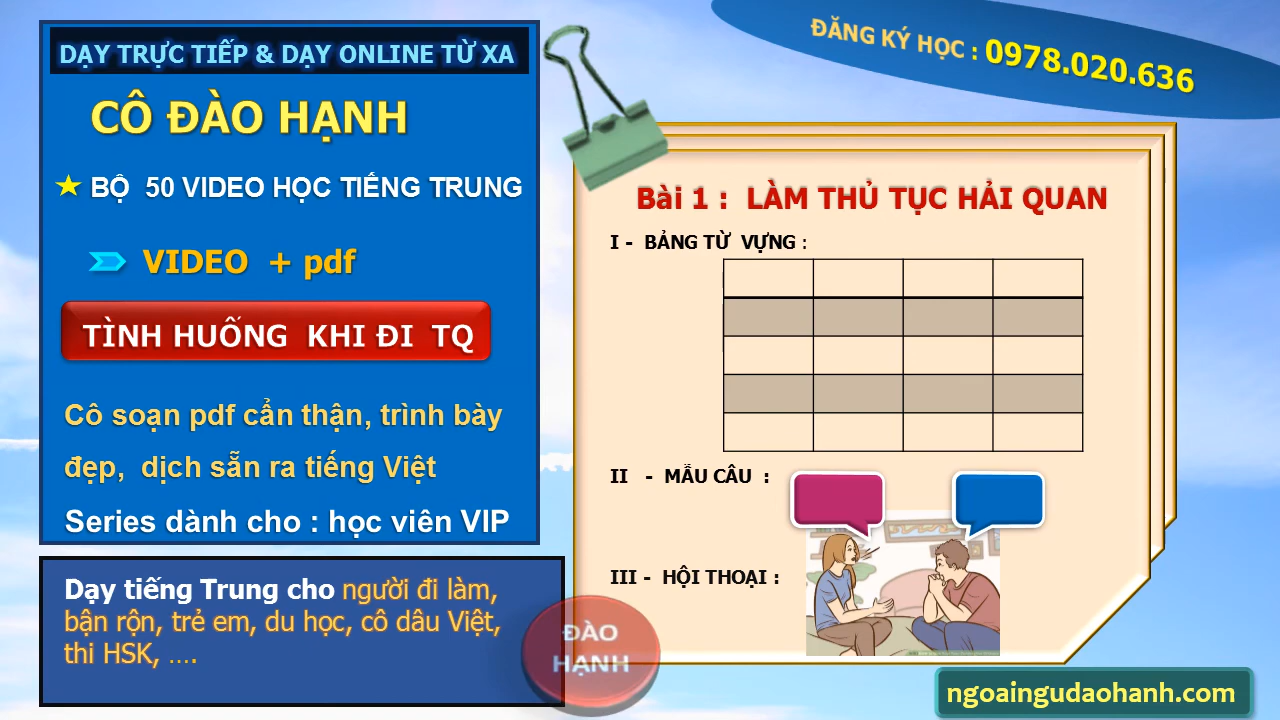 DẠY TRỰC TIẾP & DẠY ONLINE TỪ XA
CÔ ĐÀO HẠNH
BỘ 50 VIDEO HỌC TIẾNG TRUNG
VIDEO + pdf
TÌNH HUỐNG KHI ĐI TQ
Cô soạn pdf cẩn thận, trình bày
đẹp, dịch sẵn ra tiếng Việt
Series dành cho : học viên VIP
Dạy tiếng Trung cho người đi làm,
bận rộn, trẻ em, du học, cô dâu Việt,
thi HSK, ….
ĐÀO
HẠNH
ĐĂNG KÝ HỌC : 0978.020.636
Bài 1 : LÀM THỦ TỤC HẢI QUAN
I - BẢNG TỪ VỰNG :
II - MẪU CÂU :
III - HỘI THOẠI :
ngoaingudaohanh.com